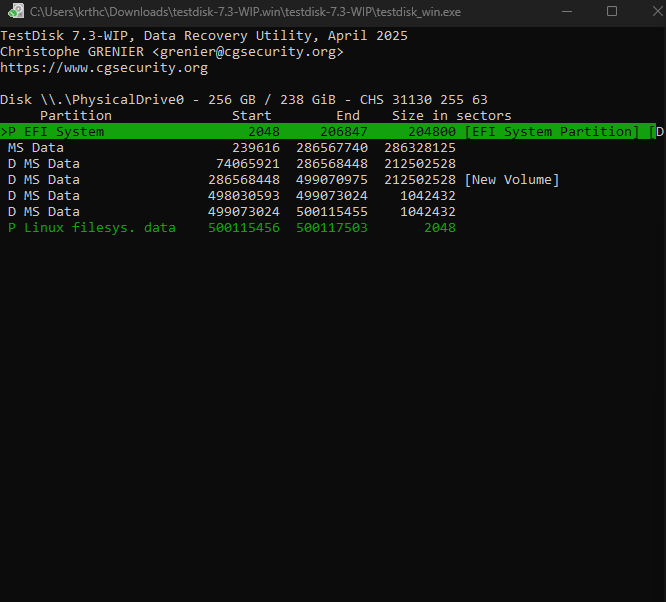 C:\Users\krthc\Downloads\testdisk-7.3-WIP.win\testdisk-7.3-WIP\testdisk_win.exe
TestDisk 7.3-WIP, Data Recovery Utility, April 2025
Christophe GRENIER <grenier@cgsecurity.org>
https://www.cgsecurity.org
Disk \\.\PhysicalDrive0 - 256 GB / 238 GiB - CHS 31130 255 63
Partition Start End Size in sectors
>P EFI System 2048 206847 204800 [EFI System Partition] [D
MS Data 239616 286567740 286328125
D MS Data 74065921 286568448 212502528
D MS Data 286568448 499070975 212502528 [New Volume]
D MS Data 498030593 499073024 1042432
D MS Data 499073024 500115455 1042432
P Linux filesys. data 500115456 500117503 2048